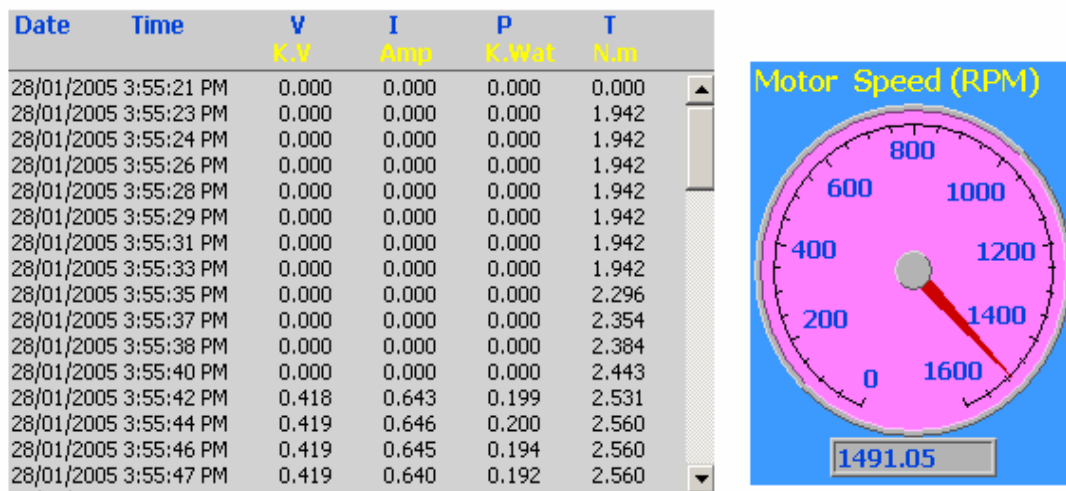 Date Time V I P T
K.V Amp K.Wat N.m
28/01/2005 3:55:21 PM 0.000 0.000 0.000 0.000
28/01/2005 3:55:23 PM 0.000 0.000 0.000 1.942
28/01/2005 3:55:24 PM 0.000 0.000 0.000 1.942
28/01/2005 3:55:26 PM 0.000 0.000 0.000 1.942
28/01/2005 3:55:28 PM 0.000 0.000 0.000 1.942
28/01/2005 3:55:29 PM 0.000 0.000 0.000 1.942
28/01/2005 3:55:31 PM 0.000 0.000 0.000 1.942
28/01/2005 3:55:33 PM 0.000 0.000 0.000 1.942
28/01/2005 3:55:35 PM 0.000 0.000 0.000 2.296
28/01/2005 3:55:37 PM 0.000 0.000 0.000 2.354
28/01/2005 3:55:38 PM 0.000 0.000 0.000 2.384
28/01/2005 3:55:40 PM 0.000 0.000 0.000 2.443
28/01/2005 3:55:42 PM 0.418 0.643 0.199 2.531
28/01/2005 3:55:44 PM 0.419 0.646 0.200 2.560
28/01/2005 3:55:46 PM 0.419 0.645 0.194 2.560
28/01/2005 3:55:47 PM 0.419 0.640 0.192 2.560
Motor Speed (RPM)
0
200
400
600
800
1000
1200
1400
1600
1491.05